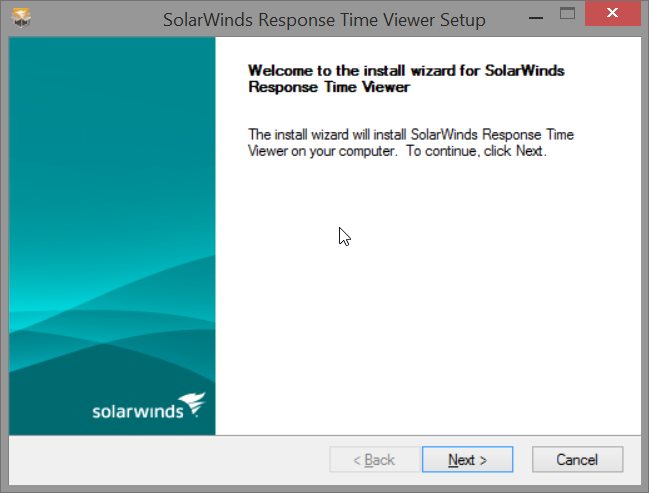 SolarWinds Response Time Viewer Setup
Welcome to the install wizard for SolarWinds
Response Time Viewer
The install wizard will install SolarWinds Response Time
Viewer on your computer.  To continue, click Next.
solarwinds
< Back
Next >
Cancel